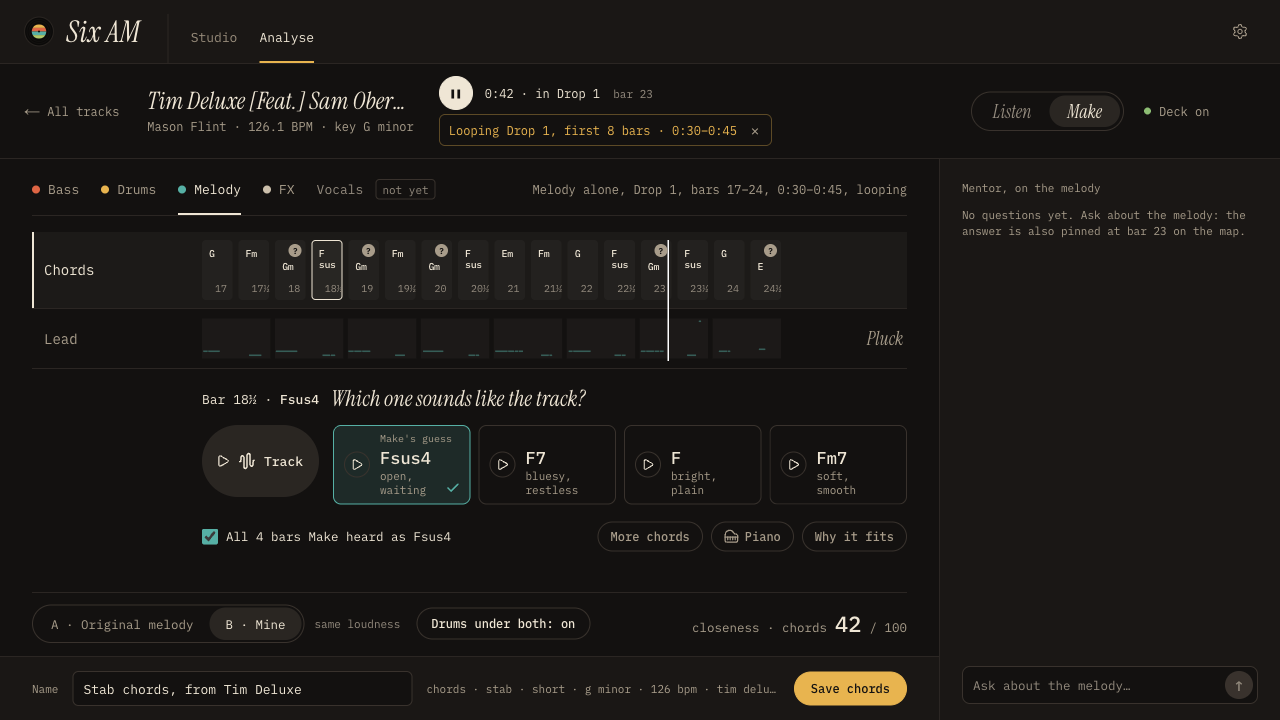 Six AM
Studio
Analyse
← All tracks
Tim Deluxe [Feat.] Sam Ober...
Mason Flint · 126.1 BPM · key G minor
0:42 · in Drop 1 bar 23
Looping Drop 1, first 8 bars · 0:30–0:45 ×
Listen
Make
Deck on
Bass
Drums
Melody
FX
Vocals
not yet
Melody alone, Drop 1, bars 17–24, 0:30–0:45, looping
Chords
G 17
Fm 17½
? Gm 18
F sus 18½
? Gm 19
Fm 19½
? Gm 20
F sus 20½
Em 21
Fm 21½
G 22
F sus 22½
? Gm 23
F sus 23½
G 24
? E 24½
Lead
Pluck
Bar 18½ · Fsus4 Which one sounds like the track?
Track
Make's guess
Fsus4
open,
waiting
F7
bluesy,
restless
F
bright,
plain
Fm7
soft,
smooth
All 4 bars Make heard as Fsus4
More chords
Piano
Why it fits
A · Original melody
B · Mine
same loudness
Drums under both: on
closeness · chords 42 / 100
Name
Stab chords, from Tim Deluxe
chords · stab · short · g minor · 126 bpm · tim delu…
Save chords
Mentor, on the melody
No questions yet. Ask about the melody: the
answer is also pinned at bar 23 on the map.
Ask about the melody…
↑